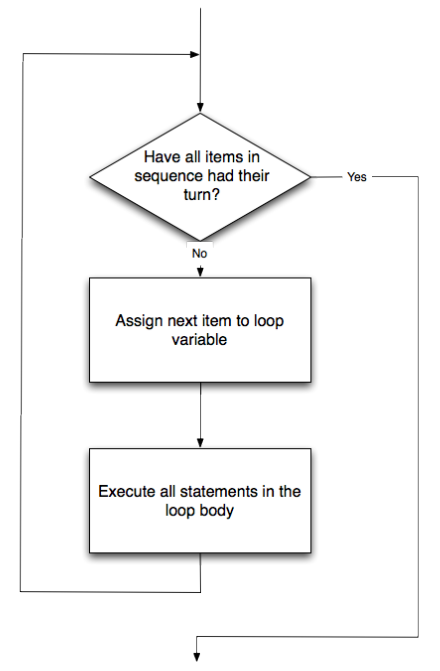 Have all items in
sequence had their
turn?
Yes
No
Assign next item to loop
variable
Execute all statements in the
loop body